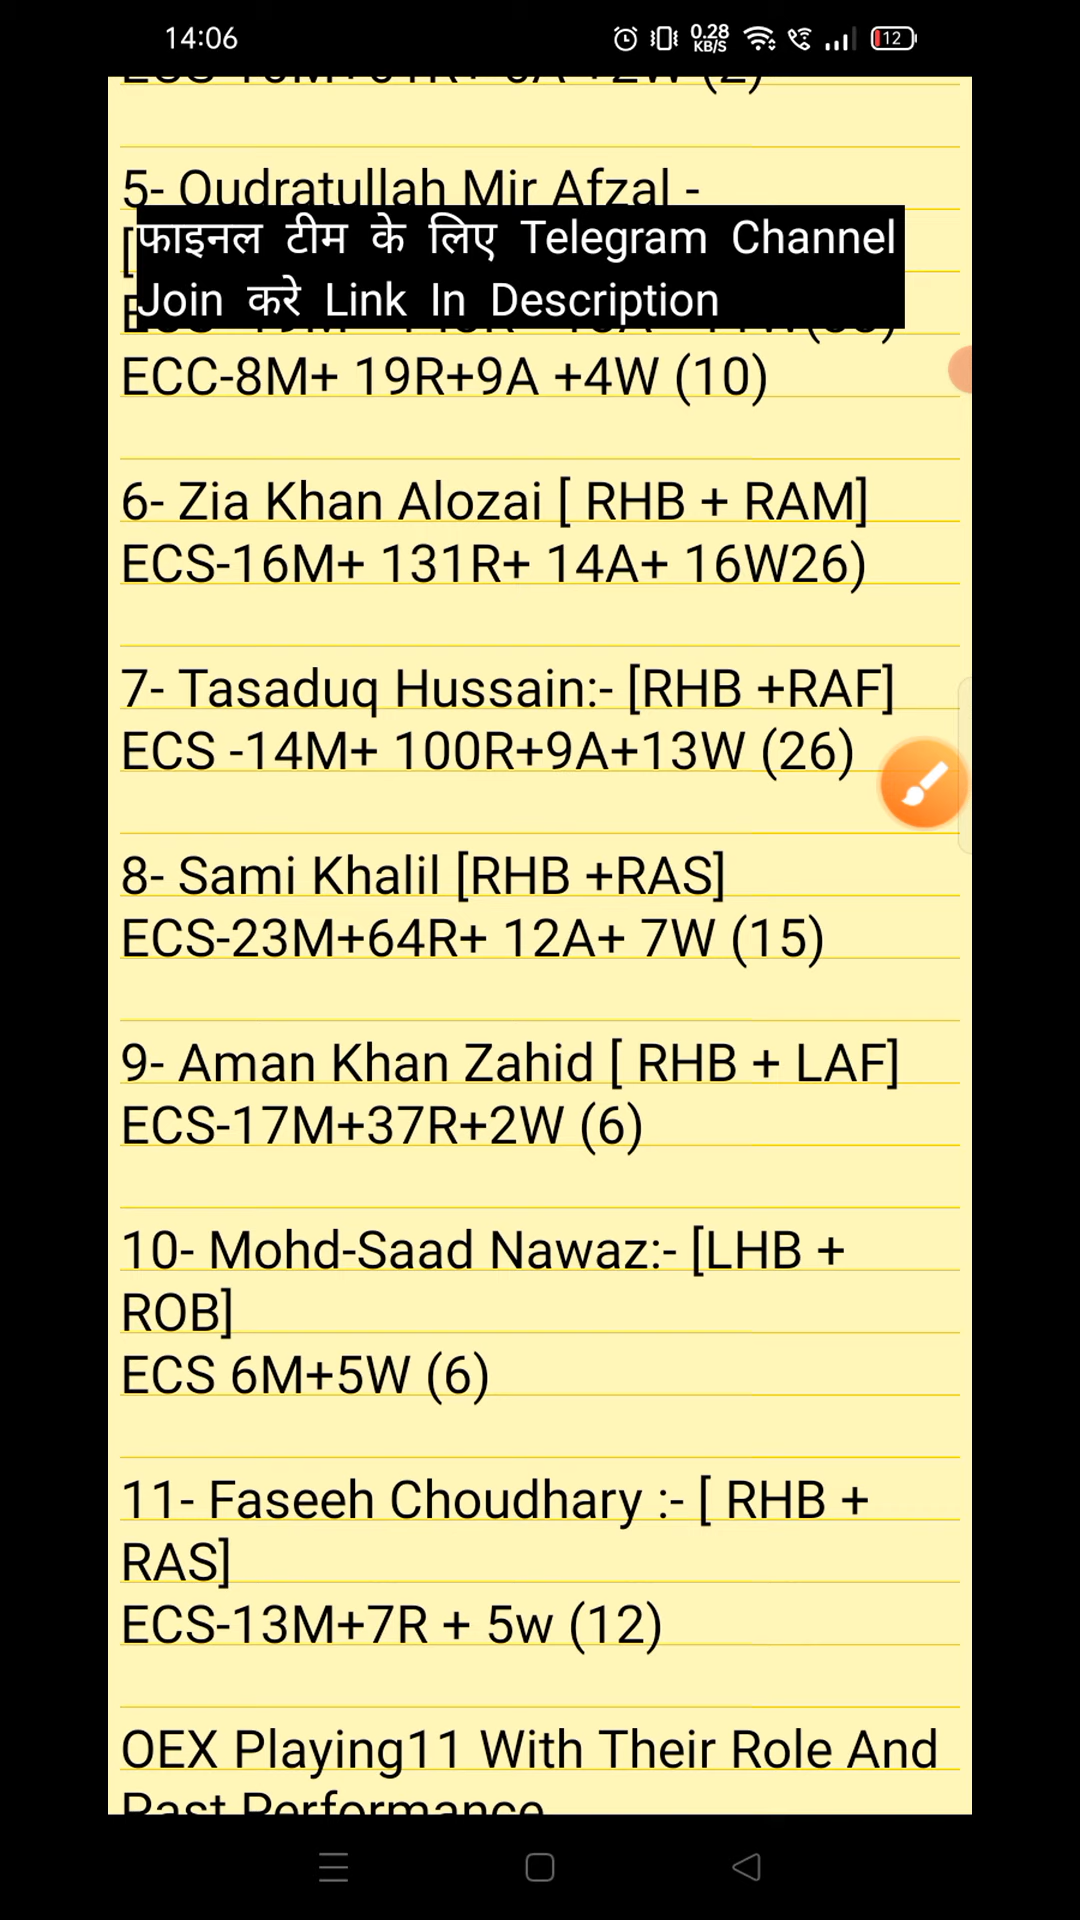 14:06
0.28
KB/S
12
5- Qudratullah Mir Afzal -
[
फाइनल टीम के लिए Telegram Channel
Join करे Link In Description
ECC-8M+ 19R+9A +4W (10)
6- Zia Khan Alozai [ RHB + RAM]
ECS-16M+ 131R+ 14A+ 16W26)
7- Tasaduq Hussain:- [RHB +RAF]
ECS -14M+ 100R+9A+13W (26)
8- Sami Khalil [RHB +RAS]
ECS-23M+64R+ 12A+ 7W (15)
9- Aman Khan Zahid [ RHB + LAF]
ECS-17M+37R+2W (6)
10- Mohd-Saad Nawaz:- [LHB +
ROB]
ECS 6M+5W (6)
11- Faseeh Choudhary :- [ RHB +
RAS]
ECS-13M+7R + 5w (12)
OEX Playing11 With Their Role And
Past Performance